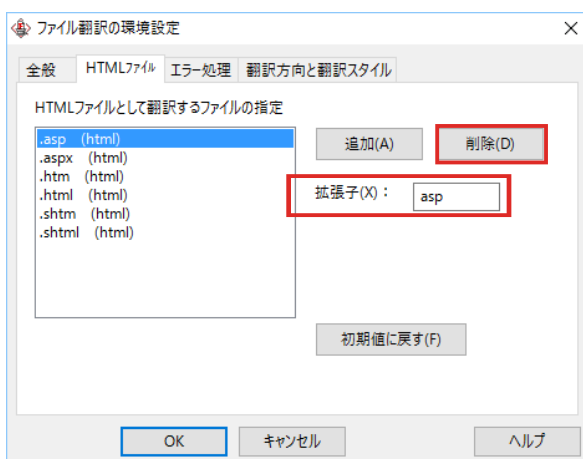 ファイル翻訳の環境設定
全般 HTMLファイル エラー処理 翻訳方向と翻訳スタイル
HTMLファイルとして翻訳するファイルの指定
.asp (html)
.aspx (html)
.htm (html)
.html (html)
.shtm (html)
.shtml (html)
追加(A) 削除(D)
拡張子(X)： asp
初期値に戻す(F)
OK キャンセル ヘルプ